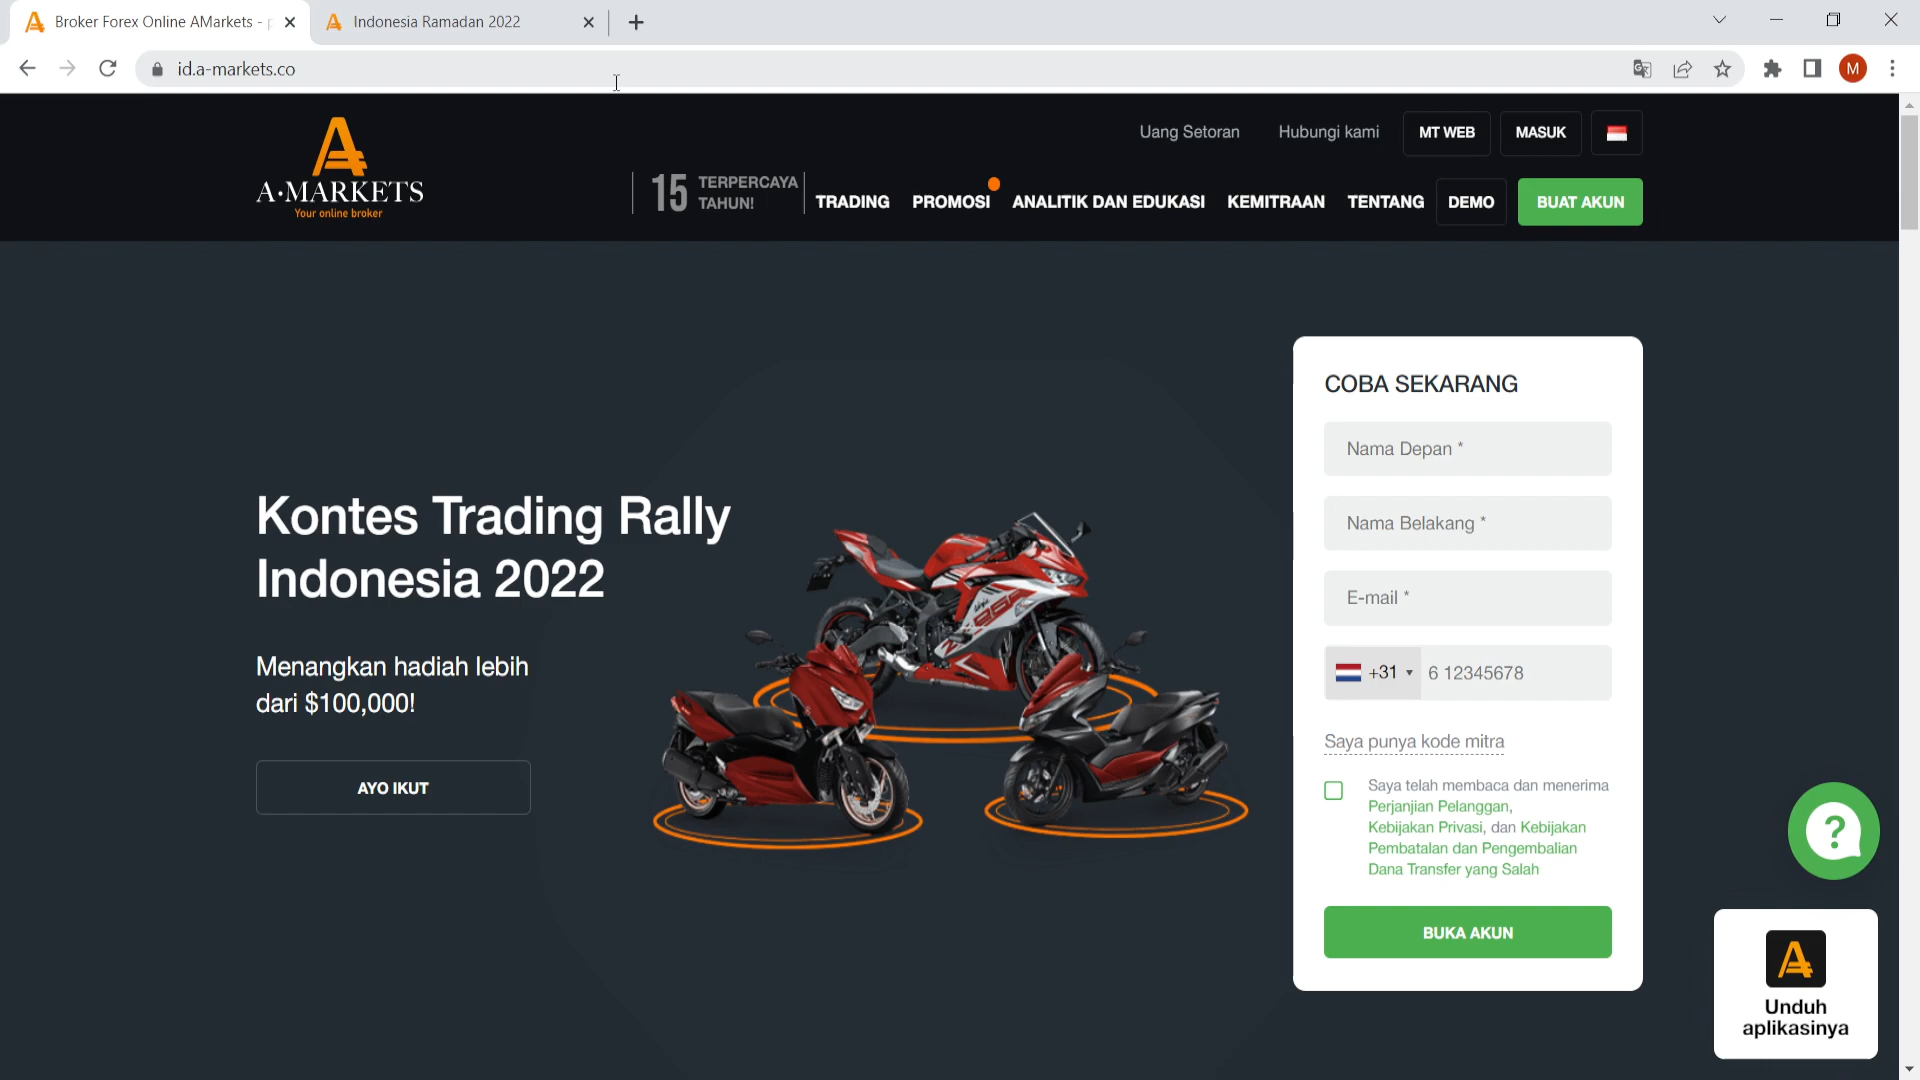 Broker Forex Online AMarkets -
Indonesia Ramadan 2022
id.a-markets.co
M
A·MARKETS
Your online broker
Uang Setoran
Hubungi kami
MT WEB
MASUK
15
TERPERCAYA
TAHUN!
TRADING
PROMOSI
ANALITIK DAN EDUKASI
KEMITRAAN
TENTANG
DEMO
BUAT AKUN
Kontes Trading Rally
Indonesia 2022
Menangkan hadiah lebih
dari $100,000!
AYO IKUT
COBA SEKARANG
Nama Depan *
Nama Belakang *
E-mail *
+31
6 12345678
Saya punya kode mitra
Saya telah membaca dan menerima
Perjanjian Pelanggan,
Kebijakan Privasi, dan Kebijakan
Pembatalan dan Pengembalian
Dana Transfer yang Salah
BUKA AKUN
?
Unduh
aplikasinya